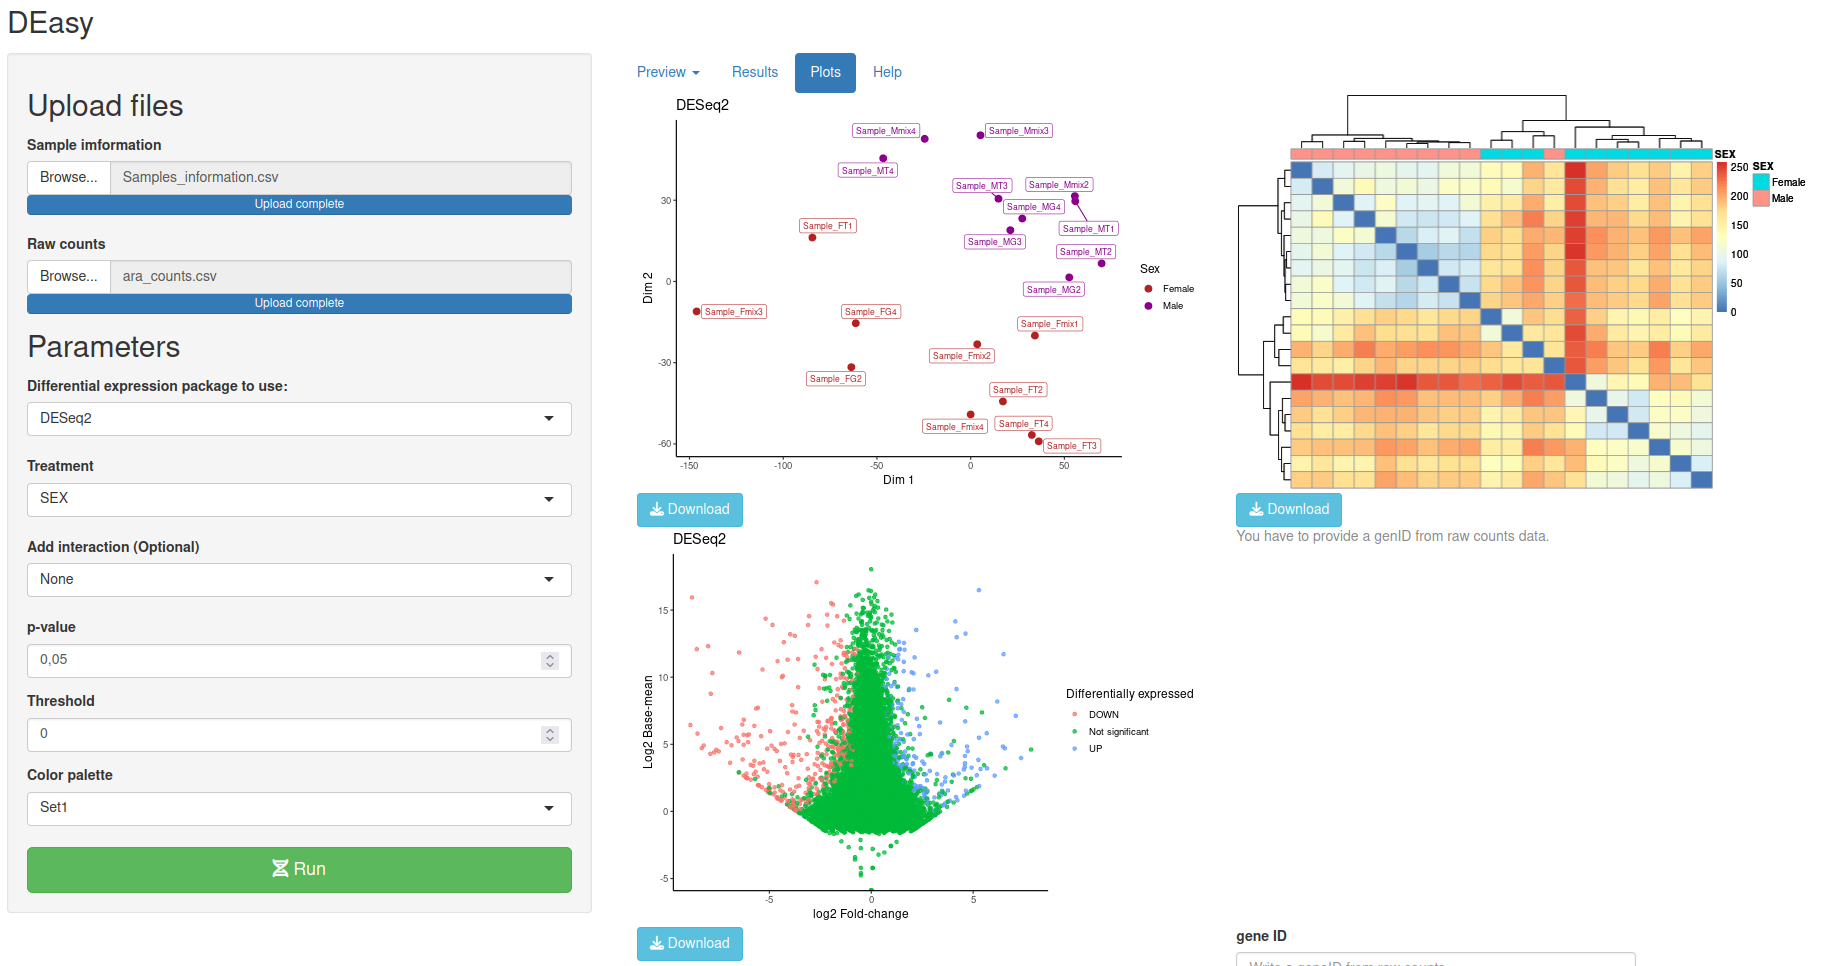 DEasy
Upload files
Sample imformation
Browse... Samples_information.csv
Upload complete
Raw counts
Browse... ara_counts.csv
Upload complete
Parameters
Differential expression package to use:
DESeq2
Treatment
SEX
Add interaction (Optional)
None
p-value
0,05
Threshold
0
Color palette
Set1
Run
Preview Results Plots Help
DESeq2
Sample_Mmix4
Sample_Mmix3
Sample_MT4
Sample_MT3
Sample_Mmix2
Sample_MG4
Sample_FT1
Sample_MT1
Sample_MG3
Sample_MT2
Sample_MG2
Sample_Fmix3
Sample_FG4
Sample_Fmix1
Sample_Fmix2
Sample_FG2
Sample_FT2
Sample_Fmix4
Sample_FT4
Sample_FT3
30
0
-30
-60
Dim 2
-150 -100 -50 0 50
Dim 1
Sex
Female
Male
Download
SEX
250
200
150
100
50
0
SEX
Female
Male
Download
You have to provide a genID from raw counts data.
DESeq2
15
10
5
0
-5
Log2 Base-mean
-5 0 5
log2 Fold-change
Differentially expressed
DOWN
Not significant
UP
Download
gene ID
Write a geneID from raw counts